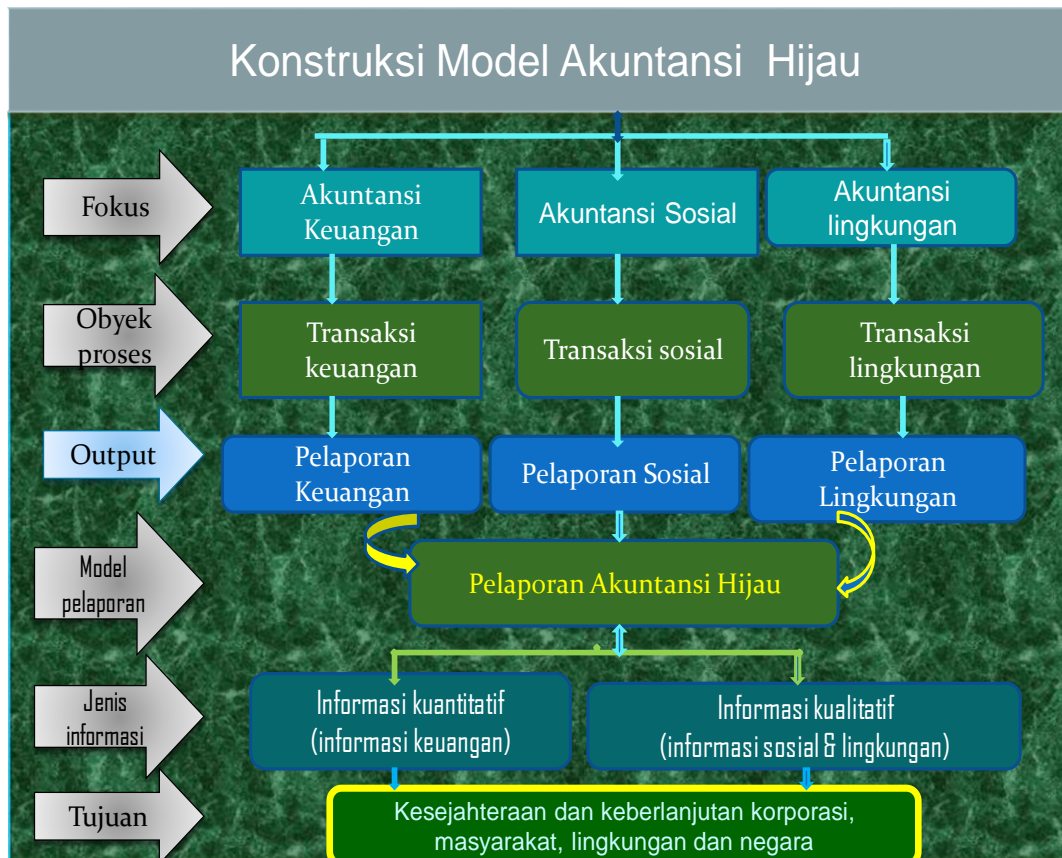 Konstruksi Model Akuntansi Hijau
Fokus
Akuntansi
Keuangan
Akuntansi Sosial
Akuntansi
lingkungan
Obyek
proses
Transaksi
keuangan
Transaksi sosial
Transaksi
lingkungan
Output
Pelaporan
Keuangan
Pelaporan Sosial
Pelaporan
Lingkungan
Model
pelaporan
Pelaporan Akuntansi Hijau
Jenis
informasi
Informasi kuantitatif
(informasi keuangan)
Informasi kualitatif
(informasi sosial & lingkungan)
Tujuan
Kesejahteraan dan keberlanjutan korporasi,
masyarakat, lingkungan dan negara